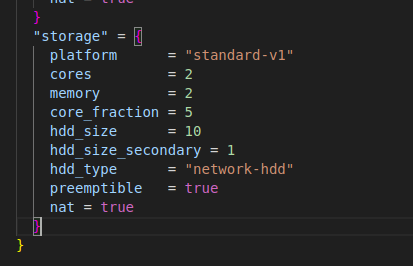 nat = true
}
"storage" = {
platform = "standard-v1"
cores = 2
memory = 2
core_fraction = 5
hdd_size = 10
hdd_size_secondary = 1
hdd_type = "network-hdd"
preemptible = true
nat = true
}
}